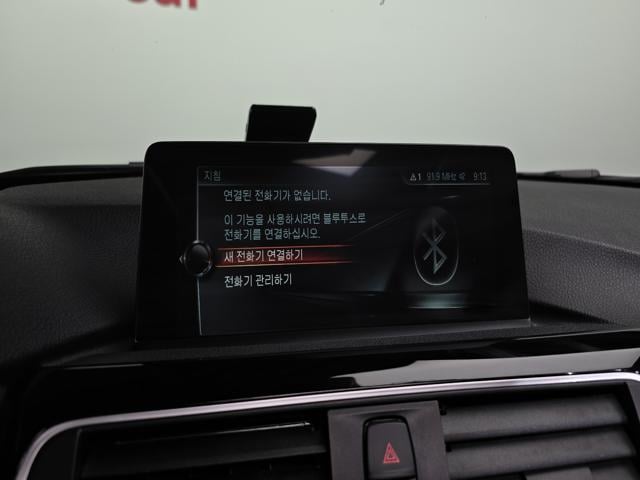 지침
1 91.9 MHz 9:13
연결된 전화기가 없습니다.
이 기능을 사용하시려면 블루투스로
전화기를 연결하십시오.
새 전화기 연결하기
전화기 관리하기